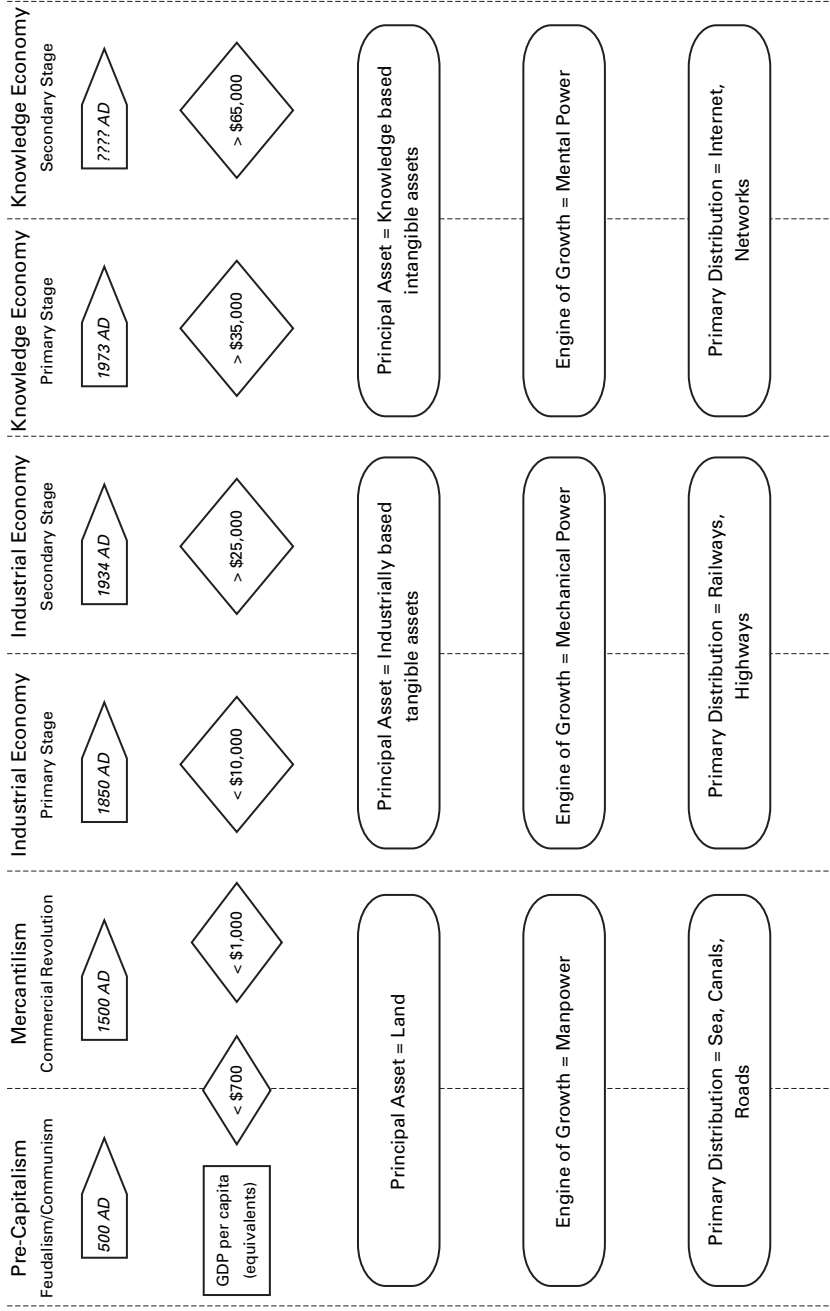 Pre-Capitalism
Feudalism/Communism
Mercantilism
Commercial Revolution
Industrial Economy
Primary Stage
Industrial Economy
Secondary Stage
Knowledge Economy
Primary Stage
Knowledge Economy
Secondary Stage
500 AD
1500 AD
1850 AD
1934 AD
1973 AD
???? AD
GDP per capita
(equivalents)
< $700
< $1,000
< $10,000
> $25,000
> $35,000
> $65,000
Principal Asset = Land
Principal Asset = Industrially based
tangible assets
Principal Asset = Knowledge based
intangible assets
Engine of Growth = Manpower
Engine of Growth = Mechanical Power
Engine of Growth = Mental Power
Primary Distribution = Sea, Canals,
Roads
Primary Distribution = Railways,
Highways
Primary Distribution = Internet,
Networks